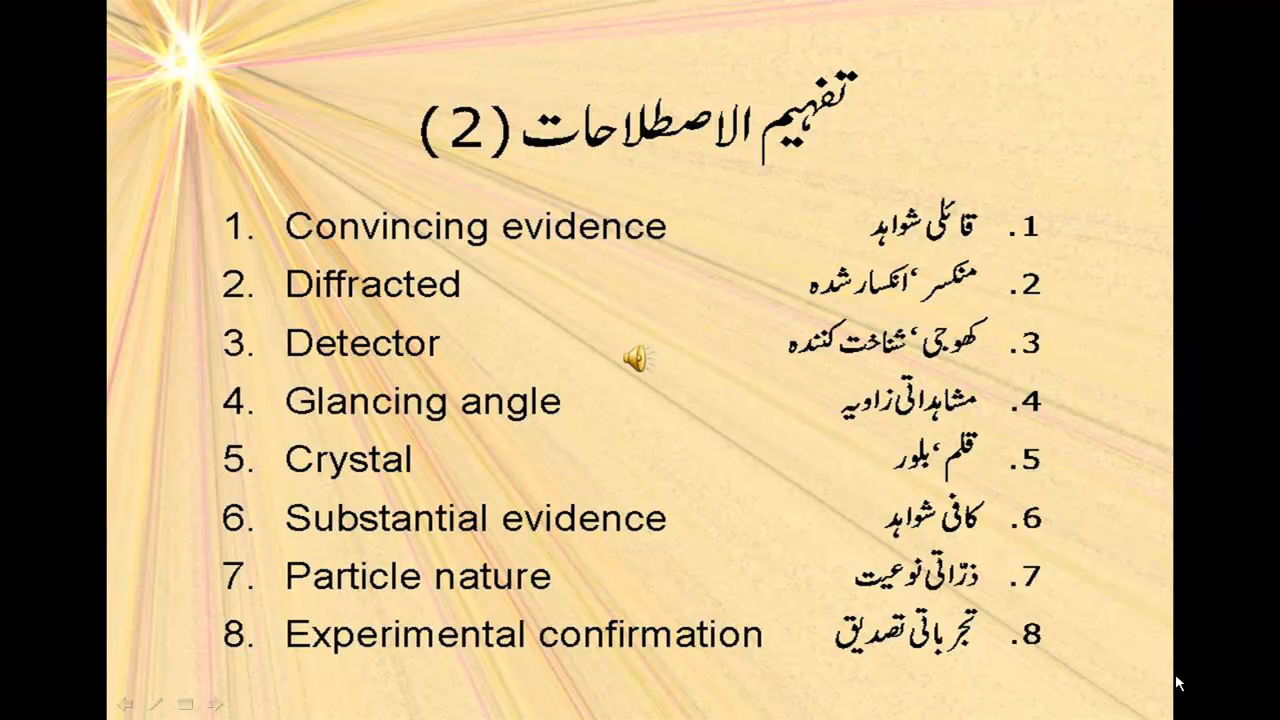 تفہیم الاصطلاحات (2)
1. Convincing evidence قائلی شواہد .1
2. Diffracted منکسر، انکسار شدہ .2
3. Detector کھوجی، شناخت کنندہ .3
4. Glancing angle مشاہداتی زاویہ .4
5. Crystal قلم، بلور .5
6. Substantial evidence کافی شواہد .6
7. Particle nature ذرّاتی نوعیت .7
8. Experimental confirmation تجرباتی تصدیق .8